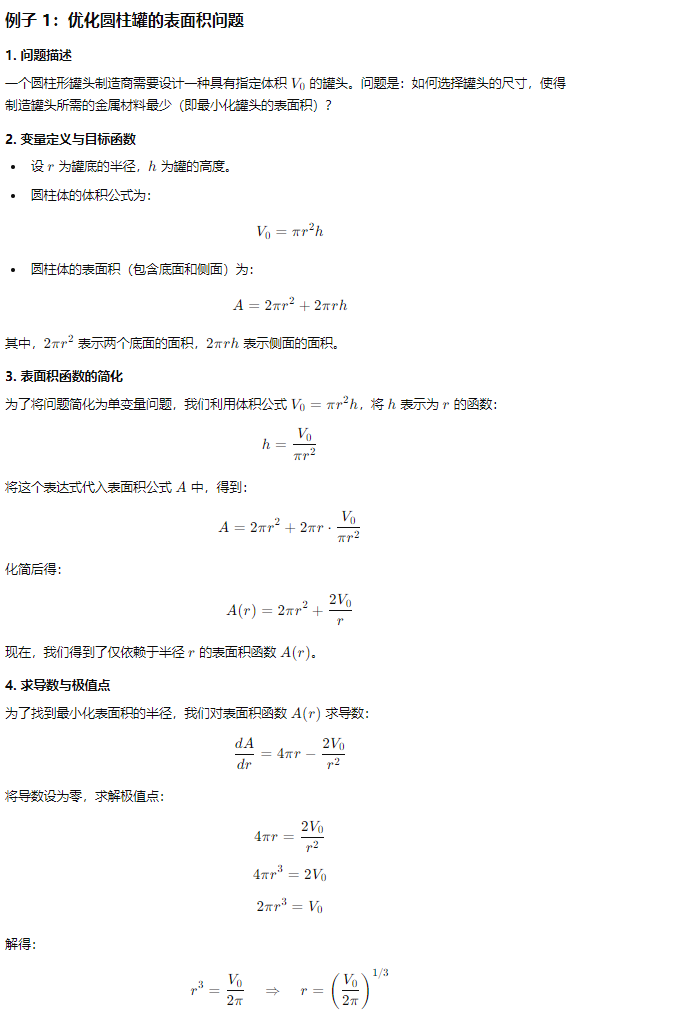 例子 1：优化圆柱罐的表面积问题
1. 问题描述
一个圆柱形罐头制造商需要设计一种具有指定体积 V₀ 的罐头。问题是：如何选择罐头的尺寸，使得
制造罐头所需的金属材料最少（即最小化罐头的表面积）？
2. 变量定义与目标函数
• 设 r 为罐底的半径，h 为罐的高度。
• 圆柱体的体积公式为：
V₀ = πr²h
• 圆柱体的表面积（包含底面和侧面）为：
A = 2πr² + 2πrh
其中，2πr² 表示两个底面的面积，2πrh 表示侧面的面积。
3. 表面积函数的简化
为了将问题简化为单变量问题，我们利用体积公式 V₀ = πr²h，将 h 表示为 r 的函数：
h = V₀/πr²
将这个表达式代入表面积公式 A 中，得到：
A = 2πr² + 2πr · V₀/πr²
化简后得：
A(r) = 2πr² + 2V₀/r
现在，我们得到了仅依赖于半径 r 的表面积函数 A(r)。
4. 求导数与极值点
为了找到最小化表面积的半径，我们对表面积函数 A(r) 求导数：
dA/dr = 4πr − 2V₀/r²
将导数设为零，求解极值点：
4πr = 2V₀/r²
4πr³ = 2V₀
2πr³ = V₀
解得：
r³ = V₀/2π ⇒ r = (V₀/2π)^1/3